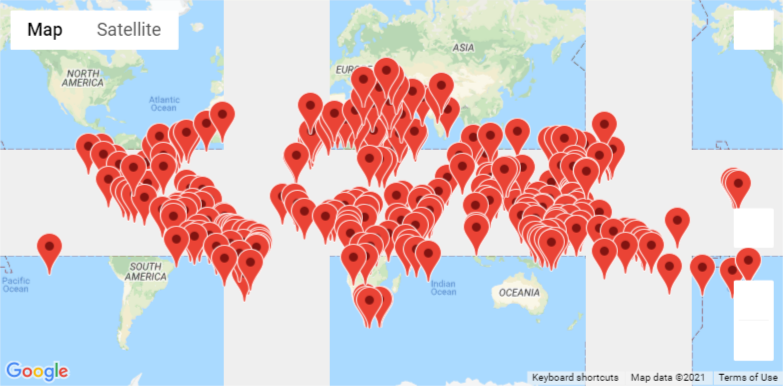 Map
Satellite
NORTH
AMERICA
Atlantic
Ocean
ASIA
SOUTH
AMERICA
Pacific
Ocean
Indian
Ocean
OCEANIA
Google
Keyboard shortcuts
Map data ©2021
Terms of Use